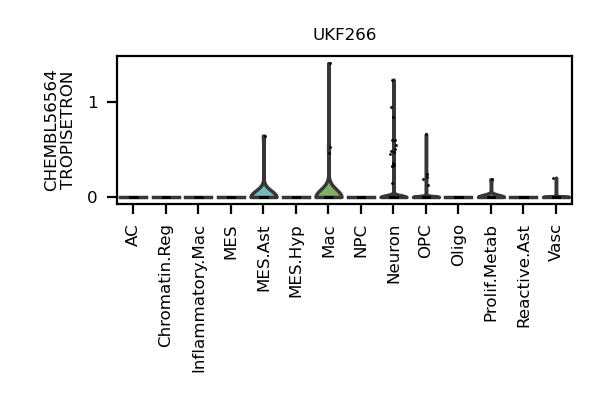 UKF266
CHEMBL56564
TROPISETRON
1
0
AC
Chromatin.Reg
Inflammatory.Mac
MES
MES.Ast
MES.Hyp
Mac
NPC
Neuron
OPC
Oligo
Prolif.Metab
Reactive.Ast
Vasc